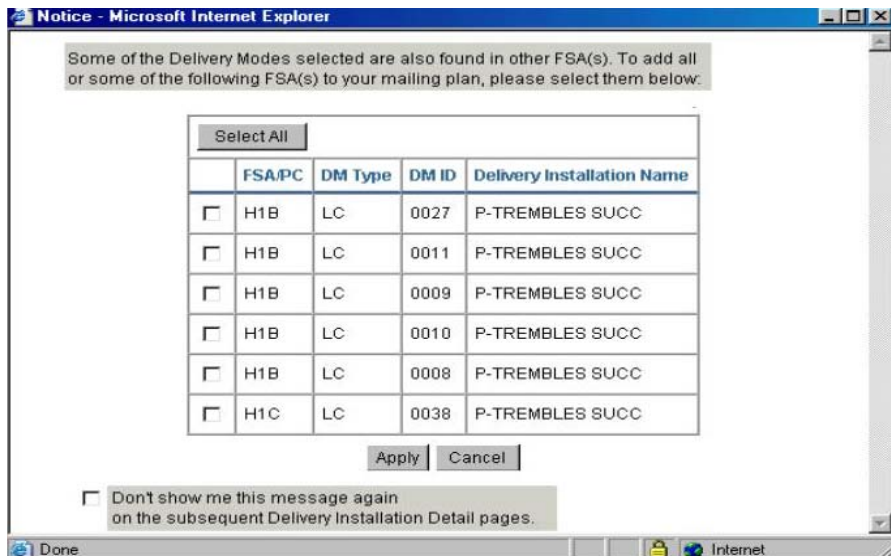 Notice - Microsoft Internet Explorer
Some of the Delivery Modes selected are also found in other FSA(s). To add all
or some of the following FSA(s) to your mailing plan, please select them below:
Select All
FSA/PC DM Type DM ID Delivery Installation Name
H1B LC 0027 P-TREMBLES SUCC
H1B LC 0011 P-TREMBLES SUCC
H1B LC 0009 P-TREMBLES SUCC
H1B LC 0010 P-TREMBLES SUCC
H1B LC 0008 P-TREMBLES SUCC
H1C LC 0038 P-TREMBLES SUCC
Apply Cancel
Don't show me this message again
on the subsequent Delivery Installation Detail pages.
Done Internet